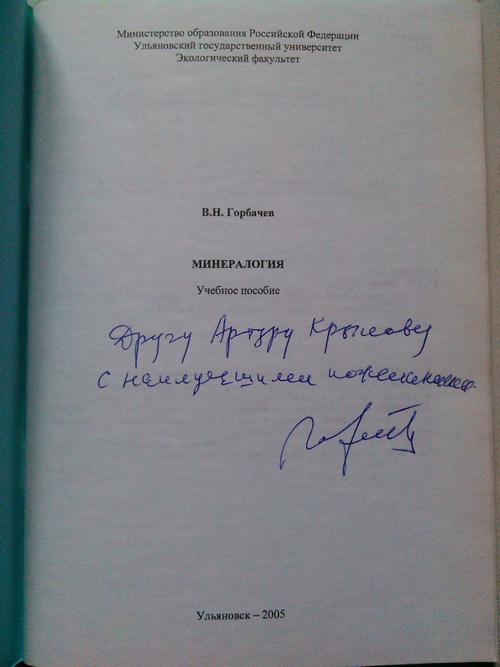 Министерство образования Российской Федерации
Ульяновский государственный университет
Экологический факультет
В.Н. Горбачев
МИНЕРАЛОГИЯ
Учебное пособие
Другу Артуру Крылову
с наилучшими пожеланиями
Ульяновск – 2005